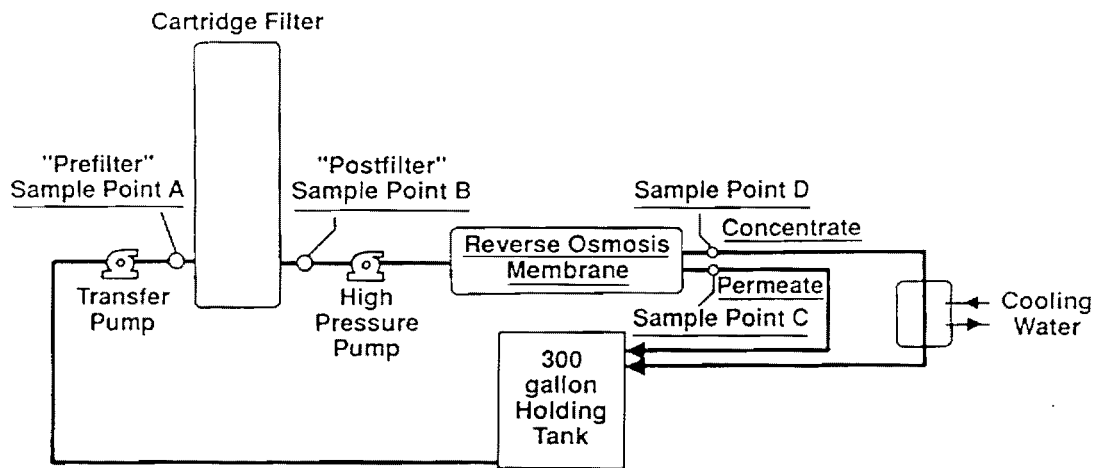 Cartridge Filter
"Prefilter"
Sample Point A
"Postfilter"
Sample Point B
Sample Point D
Concentrate
Reverse Osmosis
Membrane
Transfer
Pump
High
Pressure
Pump
Permeate
Sample Point C
Cooling
Water
300
gallon
Holding
Tank